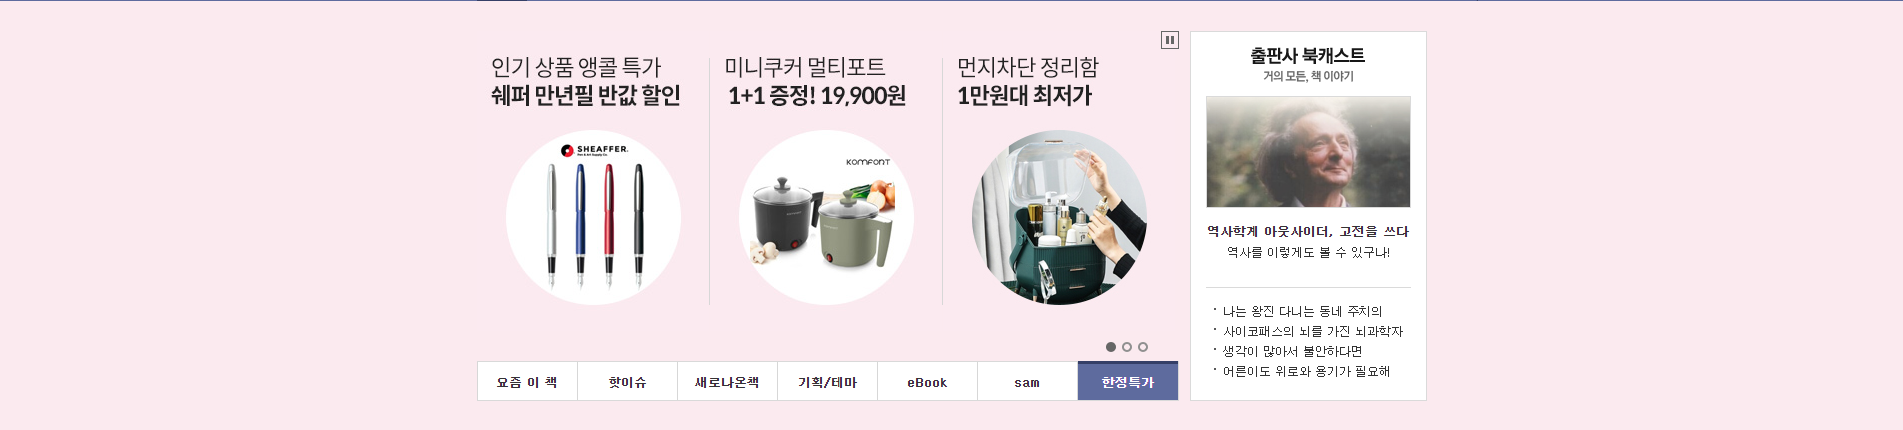 인기 상품 앵콜 특가
쉐퍼 만년필 반값 할인
SHEAFFER.
미니쿠커 멀티포트
1+1 증정! 19,900원
KOMFORT
먼지차단 정리함
1만원대 최저가
요즘 이 책
핫이슈
새로나온책
기획/테마
eBook
sam
한정특가
출판사 북캐스트
거의 모든, 책 이야기
역사학계 아웃사이더, 고전을 쓰다
역사를 이렇게도 볼 수 있구나!
· 나는 왕진 다니는 동네 주치의
· 사이코패스의 뇌를 가진 뇌과학자
· 생각이 많아서 불안하다면
· 어른이도 위로와 용기가 필요해